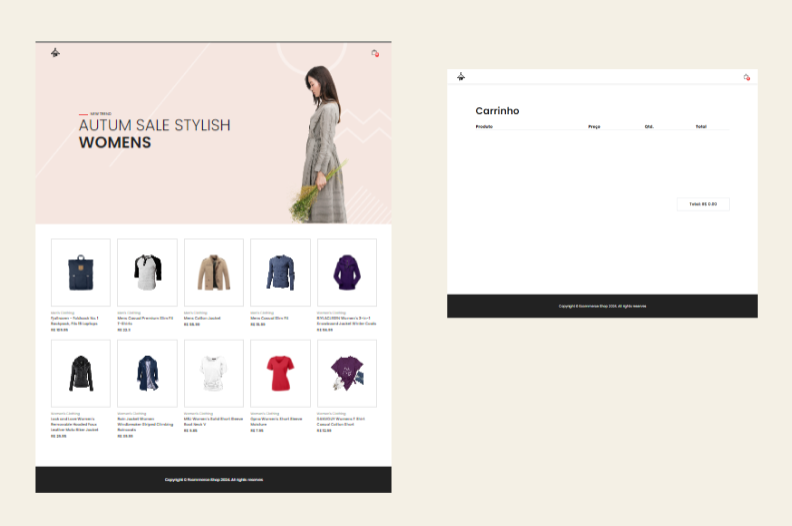 NEW TREND
AUTUM SALE STYLISH
WOMENS
Men's Clothing
Fjallraven - Foldsack No. 1
Backpack, Fits 15 Laptops
R$ 109.95
Men's Clothing
Mens Casual Premium Slim Fit
T-Shirts
R$ 22.3
Men's Clothing
Mens Cotton Jacket
R$ 55.99
Men's Clothing
Mens Casual Slim Fit
R$ 15.99
Women's Clothing
Women's 3-in-1
Snowboard Jacket Winter Coats
R$ 56.99
Women's Clothing
Lock and Love Women's
Removable Hooded Faux
Leather Moto Biker Jacket
R$ 29.95
Women's Clothing
Rain Jacket Women
Windbreaker Striped Climbing
Raincoats
R$ 39.99
Women's Clothing
MBJ Women's Solid Short Sleeve
Boat Neck V
R$ 9.85
Women's Clothing
Opna Women's Short Sleeve
Moisture
R$ 7.95
Women's Clothing
Women's T Shirt
Casual Cotton Short
R$ 12.99
Copyright © Ecommerce Shop 2024. All rights reserved.
Carrinho
Produto Preço Qtd. Total
Total: R$ 0.00
Copyright © Ecommerce Shop 2024. All rights reserved.